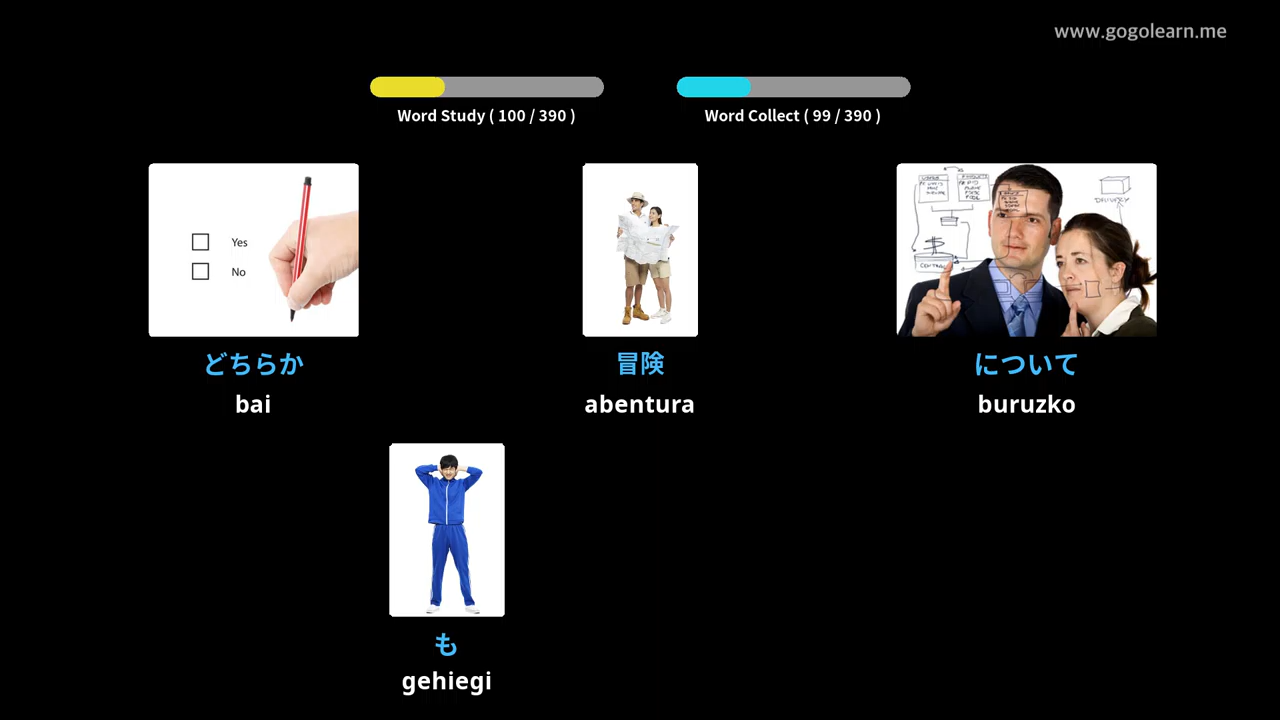 www.gogolearn.me
Word Study ( 100 / 390 )
Word Collect ( 99 / 390 )
Yes
No
どちらか
bai
冒険
abentura
DELIVERY
$
について
buruzko
も
gehiegi